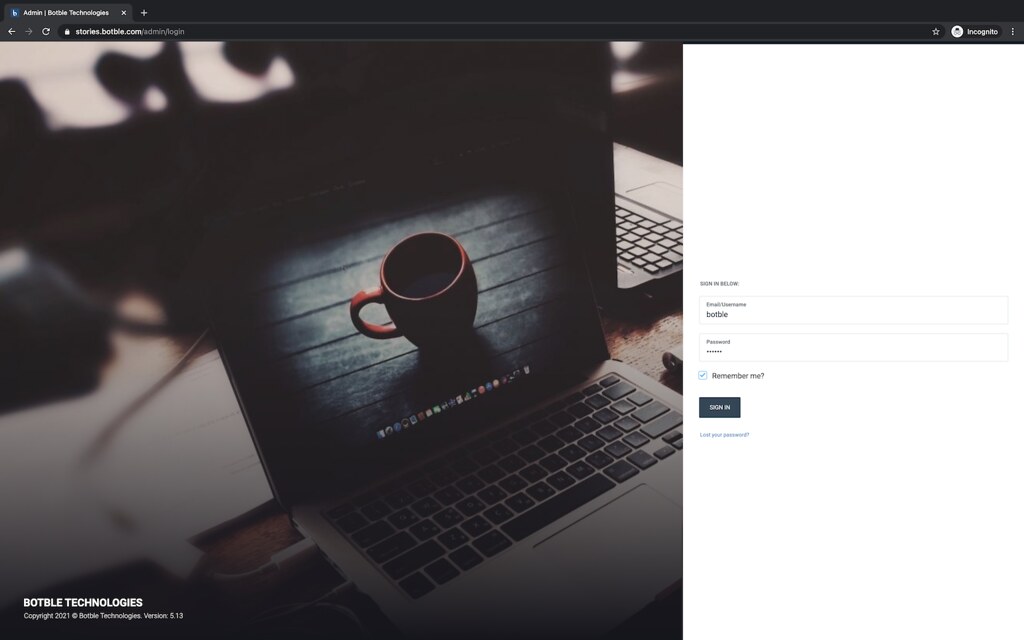 Admin | Botble Technologies
stories.botble.com/admin/login
Incognito
SIGN IN BELOW:
Email/Username
botble
Password
••••••
Remember me?
SIGN IN
Lost your password?
BOTBLE TECHNOLOGIES
Copyright 2021 © Botble Technologies. Version: 5.13